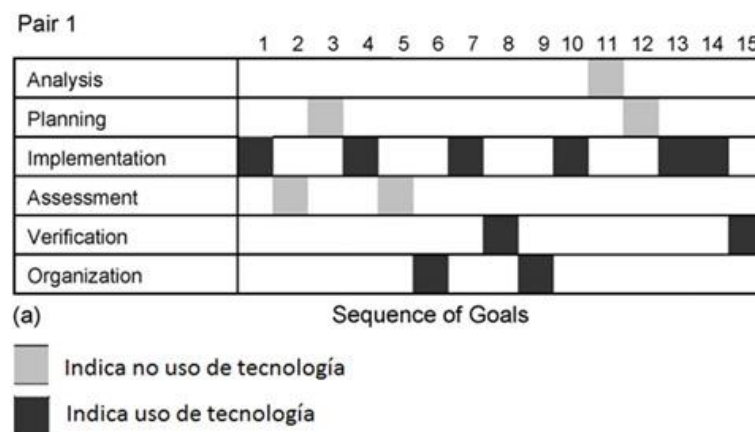 Pair 1
1 2 3 4 5 6 7 8 9 10 11 12 13 14 15
Analysis
Planning
Implementation
Assessment
Verification
Organization
(a) Sequence of Goals
Indica no uso de tecnología
Indica uso de tecnología